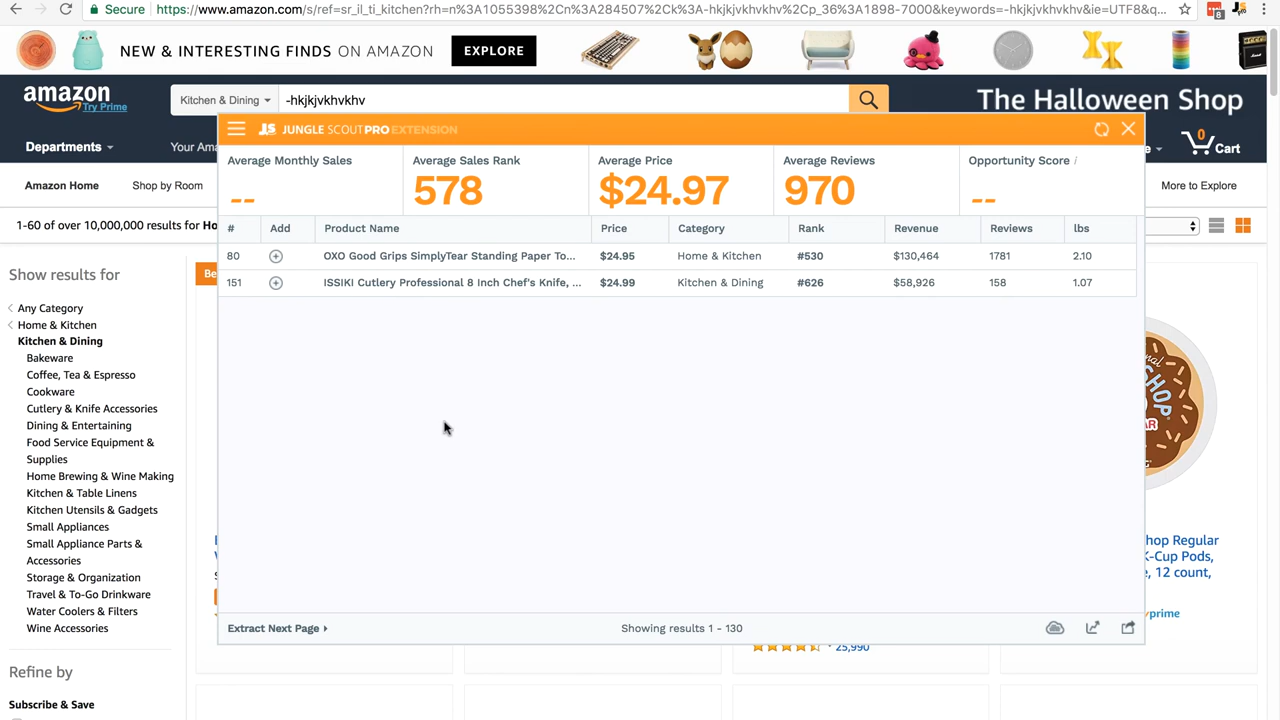 Secure https://www.amazon.com/s/ref=sr_il_ti_kitchen?rh=n%3A1055398%2Cn%3A284507%2Ck%3A-hkjkjvkhvkhv%2Cp_36%3A1898-7000&keywords=-hkjkjvkhvkhv&ie=UTF8&q... 8
NEW & INTERESTING FINDS ON AMAZON EXPLORE
amazon Kitchen & Dining -hkjkjvkhvkhv The Halloween Shop
Try Prime
JS JUNGLE SCOUT PRO EXTENSION
Departments Your Am 0 Cart
Average Monthly Sales Average Sales Rank Average Price Average Reviews Opportunity Score i
-- 578 $24.97 970 --
Amazon Home Shop by Room More to Explore
1-60 of over 10,000,000 results for Ho
# Add Product Name Price Category Rank Revenue Reviews lbs
80 OXO Good Grips SimplyTear Standing Paper To... $24.95 Home & Kitchen #530 $130,464 1781 2.10
151 ISSIKI Cutlery Professional 8 Inch Chef's Knife, ... $24.99 Kitchen & Dining #626 $58,926 158 1.07
Show results for Be
Any Category
Home & Kitchen
Kitchen & Dining
Bakeware
Coffee, Tea & Espresso
Cookware
Cutlery & Knife Accessories
Dining & Entertaining
Food Service Equipment &
Supplies
Home Brewing & Wine Making
Kitchen & Table Linens
Kitchen Utensils & Gadgets
Small Appliances
Small Appliance Parts &
Accessories
Storage & Organization
Travel & To-Go Drinkware
Water Coolers & Filters
Wine Accessories
hop Regular
K-Cup Pods,
e, 12 count,
prime
Extract Next Page Showing results 1 - 130
25,990
Refine by
Subscribe & Save